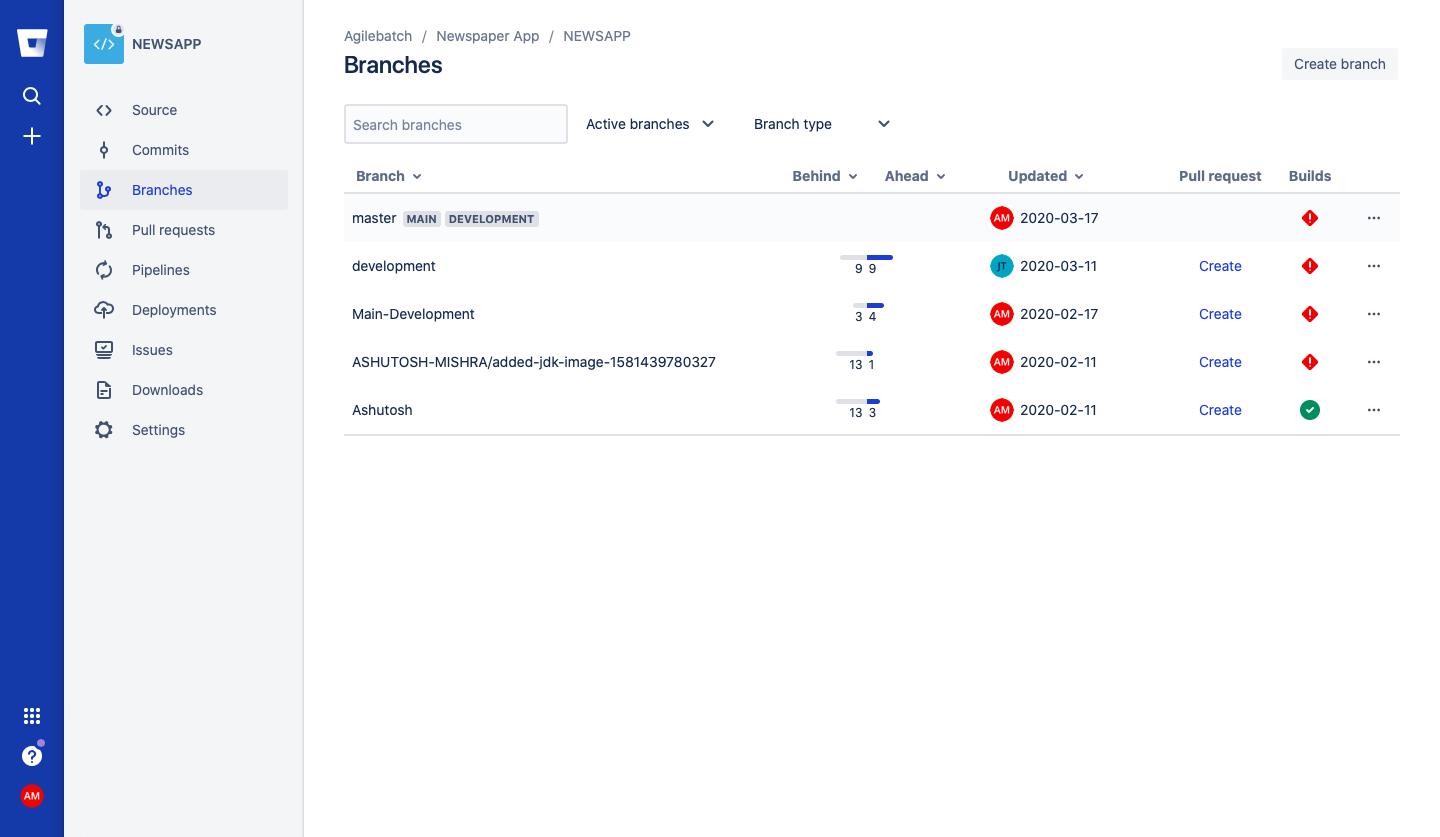 NEWSAPP
Source
Commits
Branches
Pull requests
Pipelines
Deployments
Issues
Downloads
Settings
AM
Agilebatch / Newspaper App / NEWSAPP
Branches
Create branch
Search branches Active branches Branch type
Branch Behind Ahead Updated Pull request Builds
master MAIN DEVELOPMENT AM 2020-03-17
development 9 9 JT 2020-03-11 Create
Main-Development 3 4 AM 2020-02-17 Create
ASHUTOSH-MISHRA/added-jdk-image-1581439780327 13 1 AM 2020-02-11 Create
Ashutosh 13 3 AM 2020-02-11 Create